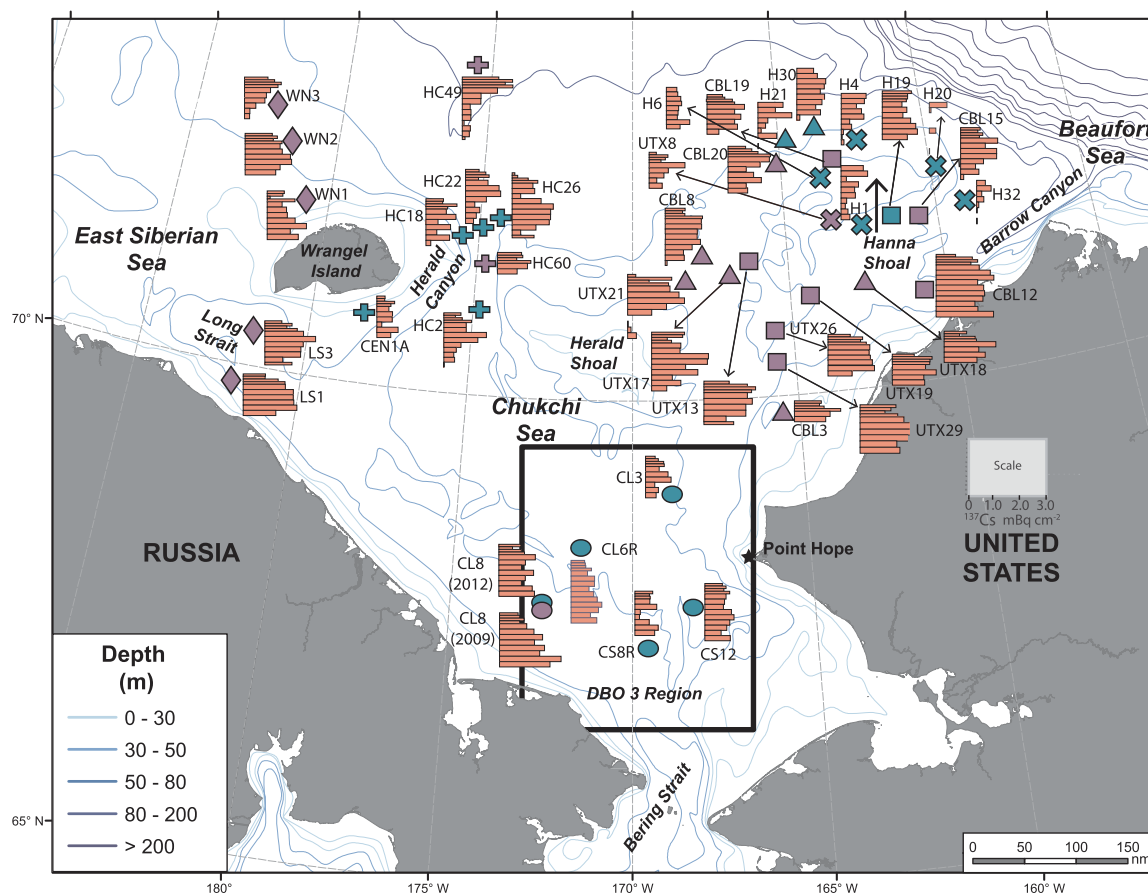 WN3
WN2
WN1
HC49
H6
CBL19
H30
H21
H4
H19
H20
CBL15
Beaufort
Sea
UTX8
CBL20
H32
H1
Hanna
Shoal
Barrow Canyon
HC22
HC26
HC18
CBL8
East Siberian
Sea
Wrangel
Island
Herald
Canyon
HC60
UTX21
CBL12
70° N
Long
Strait
LS3
CEN1A
HC2
Herald
Shoal
UTX26
UTX17
UTX18
UTX19
LS1
UTX13
Chukchi
Sea
CBL3
UTX29
CL3
Scale
0 1.0 2.0 3.0
137Cs mBq cm-2
RUSSIA
CL8
(2012)
CL6R
Point Hope
UNITED
STATES
CL8
(2009)
CS8R
CS12
DBO 3 Region
Depth
(m)
0 - 30
30 - 50
50 - 80
80 - 200
> 200
Bering Strait
65° N
0 50 100 150
nm
180°
175° W
170° W
165° W
160° W